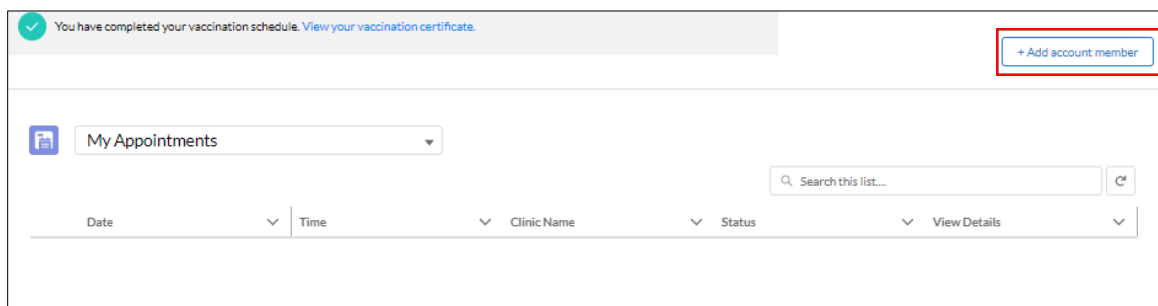 You have completed your vaccination schedule. View your vaccination certificate.
+ Add account member
My Appointments
Search this list...
Date Time Clinic Name Status View Details